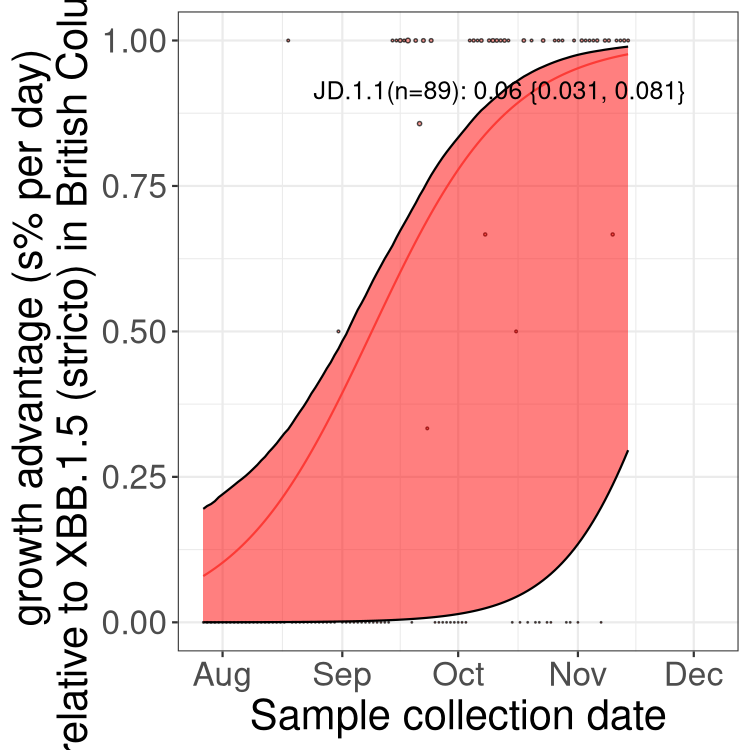 growth advantage (s% per day)
relative to XBB.1.5 (stricto) in British Colu
1.00
0.75
0.50
0.25
0.00
JD.1.1(n=89): 0.06 {0.031, 0.081}
Aug Sep Oct Nov Dec
Sample collection date